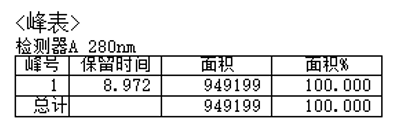 <峰表>
检测器A 280nm
峰号 保留时间 面积 面积%
1 8.972 949199 100.000
总计 949199 100.000